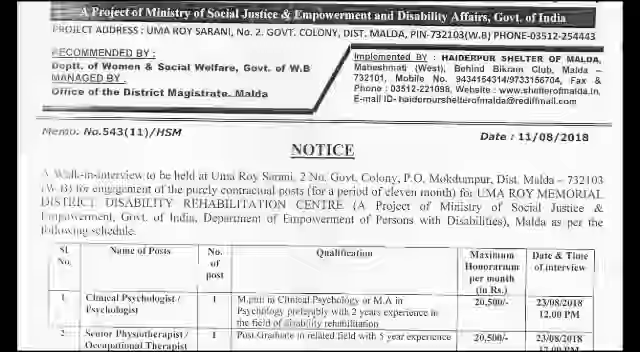 A Project of Ministry of Social Justice & Empowerment and Disability Affairs, Govt. of India
PROJECT ADDRESS : UMA ROY SARANI, No. 2. GOVT. COLONY, DIST. MALDA, PIN-732103(W.B) PHONE-03512-254443
RECOMMENDED BY :
Deptt. of Women & Social Welfare, Govt. of W.B
MANAGED BY :
Office of the District Magistrate, Malda
Implemented By : HAIDERPUR SHELTER OF MALDA,
Maheshmati (West), Behind Bikram Club, Malda –
732101, Mobile No. 9434154314/9733156704, Fax &
Phone : 03512-221098, Website : www.shelterofmalda.in,
E-mail ID- haiderpurshelterofmalda@rediffmail.com
Memo. No.543(11)/HSM
Date : 11/08/2018
NOTICE
A Walk-in-interview to be held at Uma Roy Sarani, 2 No. Govt. Colony, P.O. Mokdumpur, Dist. Malda – 732103
(W.B) for engagement of the purely contractual posts (for a period of eleven month) for UMA ROY MEMORIAL
DISTRICT DISABILITY REHABILITATION CENTRE (A Project of Ministry of Social Justice &
Empowerment, Govt. of India, Department of Empowerment of Persons with Disabilities), Malda as per the
following schedule.
Sl. No. Name of Posts No. of post Qualification Maximum Honorarium per month (in Rs.) Date & Time of interview
1 Clinical Psychologist / Psychologist 1 M.phil in Clinical Psychology or M.A in Psychology preferably with 2 years experience in the field of disability rehabilitation 20,500/- 23/08/2018 12.00 PM
2 Senior Physiotherapist / Occupational Therapist 1 Post Graduate in related field with 5 year experience 20,500/- 23/08/2018 12.00 PM